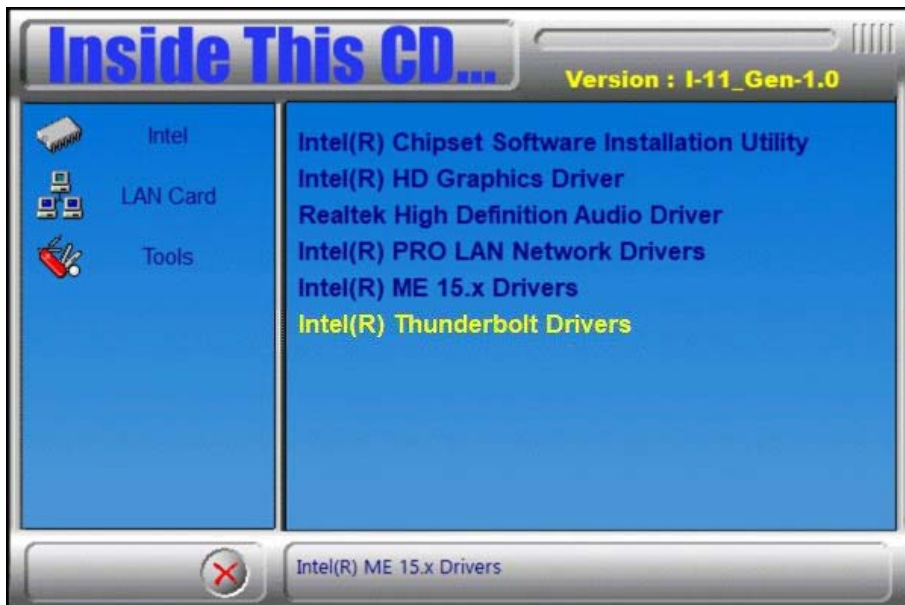 Inside This CD...
Version : I-11_Gen-1.0
Intel
LAN Card
Tools
Intel(R) Chipset Software Installation Utility
Intel(R) HD Graphics Driver
Realtek High Definition Audio Driver
Intel(R) PRO LAN Network Drivers
Intel(R) ME 15.x Drivers
Intel(R) Thunderbolt Drivers
Intel(R) ME 15.x Drivers